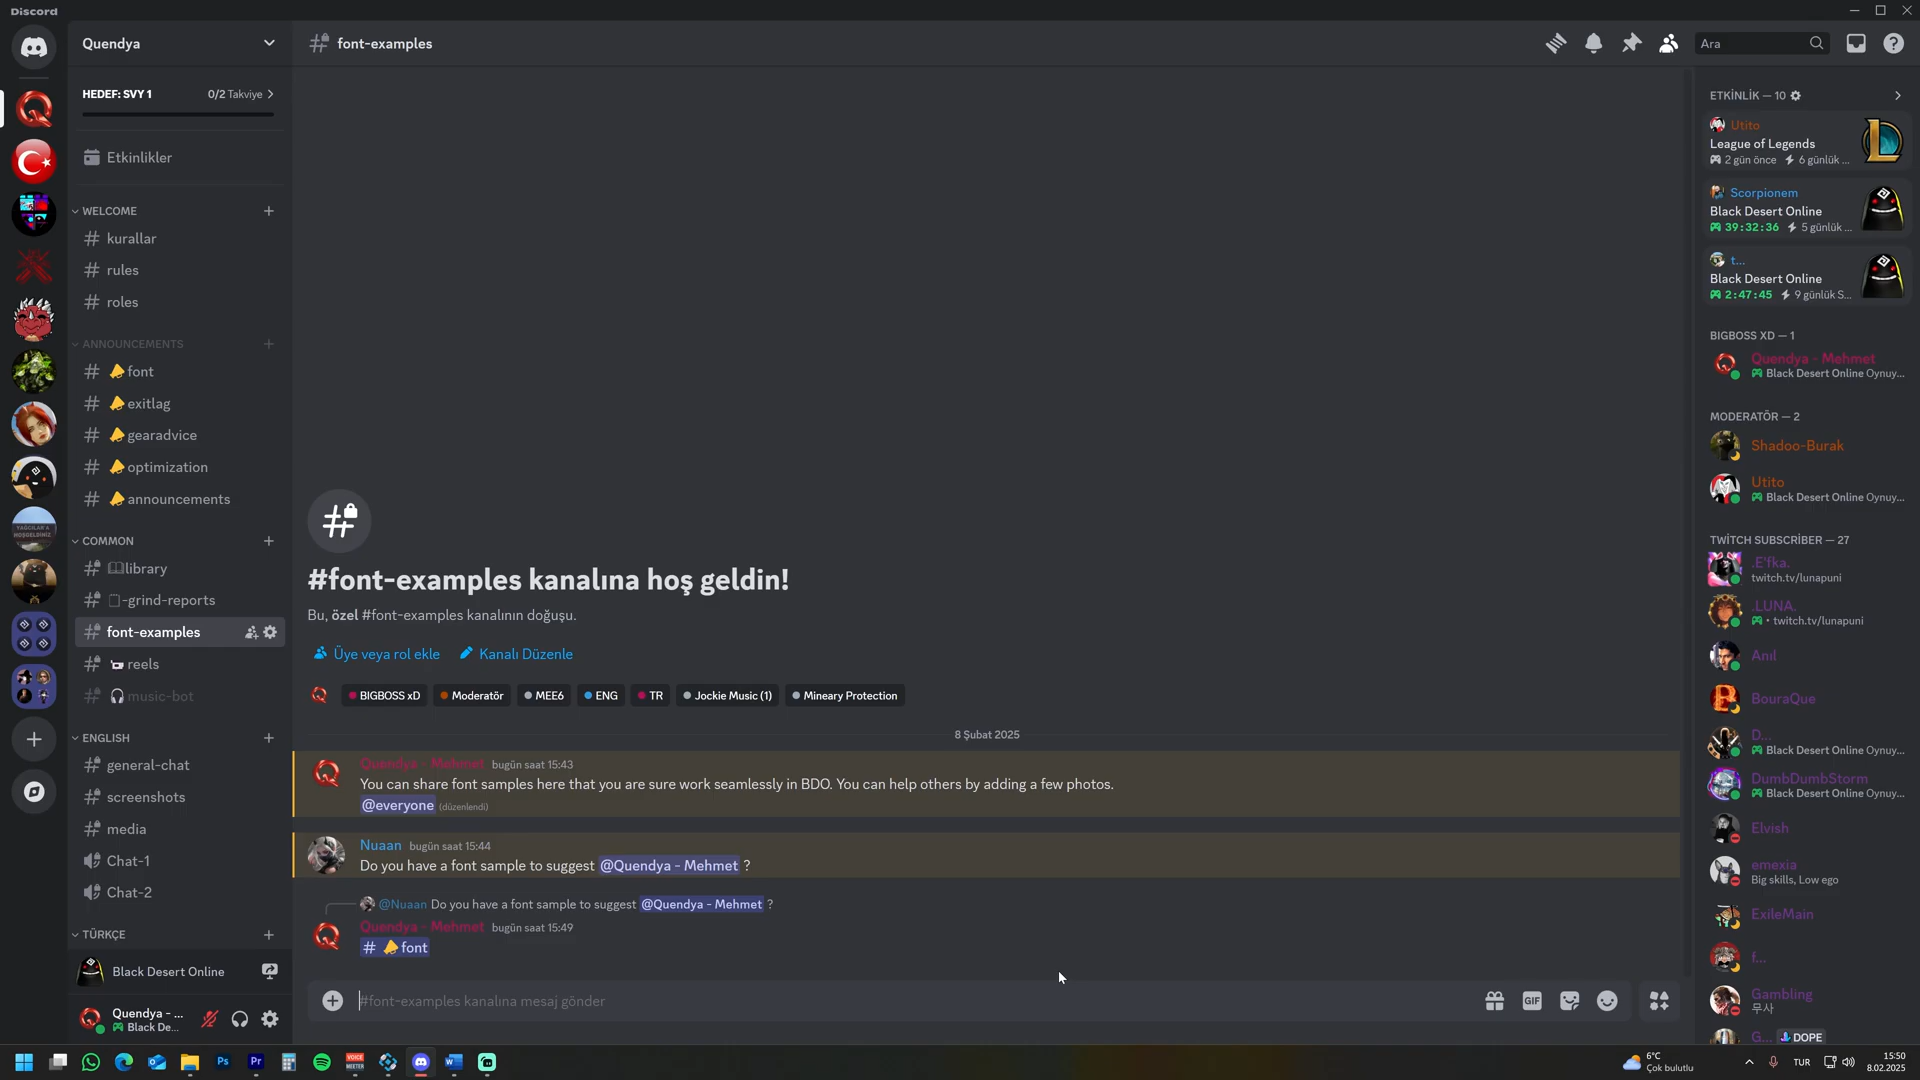 Discord
Quendya
HEDEF: SVY 1
0/2 Takviye
Etkinlikler
WELCOME
kurallar
rules
roles
ANNOUNCEMENTS
font
exitlag
gearadvice
optimization
announcements
COMMON
library
-grind-reports
font-examples
reels
music-bot
ENGLISH
general-chat
screenshots
media
Chat-1
Chat-2
TÜRKÇE
Black Desert Online
Quendya - ...
Black De...
font-examples
Ara
#font-examples kanalına hoş geldin!
Bu, özel #font-examples kanalının doğuşu.
Üye veya rol ekle
Kanalı Düzenle
BIGBOSS xD
Moderatör
MEE6
ENG
TR
Jockie Music (1)
Mineary Protection
8 Şubat 2025
Quendya - Mehmet bugün saat 15:43
You can share font samples here that you are sure work seamlessly in BDO. You can help others by adding a few photos.
@everyone (düzenlendi)
Nuaan bugün saat 15:44
Do you have a font sample to suggest @Quendya - Mehmet ?
@Nuaan Do you have a font sample to suggest @Quendya - Mehmet ?
Quendya - Mehmet bugün saat 15:49
# font
#font-examples kanalına mesaj gönder
GIF
ETKİNLİK — 10
Utito
League of Legends
2 gün önce
6 günlük ...
Scorpionem
Black Desert Online
39:32:36
5 günlük ...
t...
Black Desert Online
2:47:45
9 günlük S...
BIGBOSS XD — 1
Quendya - Mehmet
Black Desert Online Oynuy...
MODERATÖR — 2
Shadoo-Burak
Utito
Black Desert Online Oynuy...
TWİTCH SUBSCRİBER — 27
.E'fka.
twitch.tv/lunapuni
.LUNA.
• twitch.tv/lunapuni
Anıl
BouraQue
D...
Black Desert Online Oynuy...
DumbDumbStorm
Black Desert Online Oynuy...
Elvish
emexia
Big skills, Low ego
ExileMain
f...
Gambling
무사
G...
DOPE
YAĞCILAR'A
HOŞGELDİNİZ
Ps
Pr
VOICE
MEETER
6°C
Çok bulutlu
TUR
15:50
8.02.2025